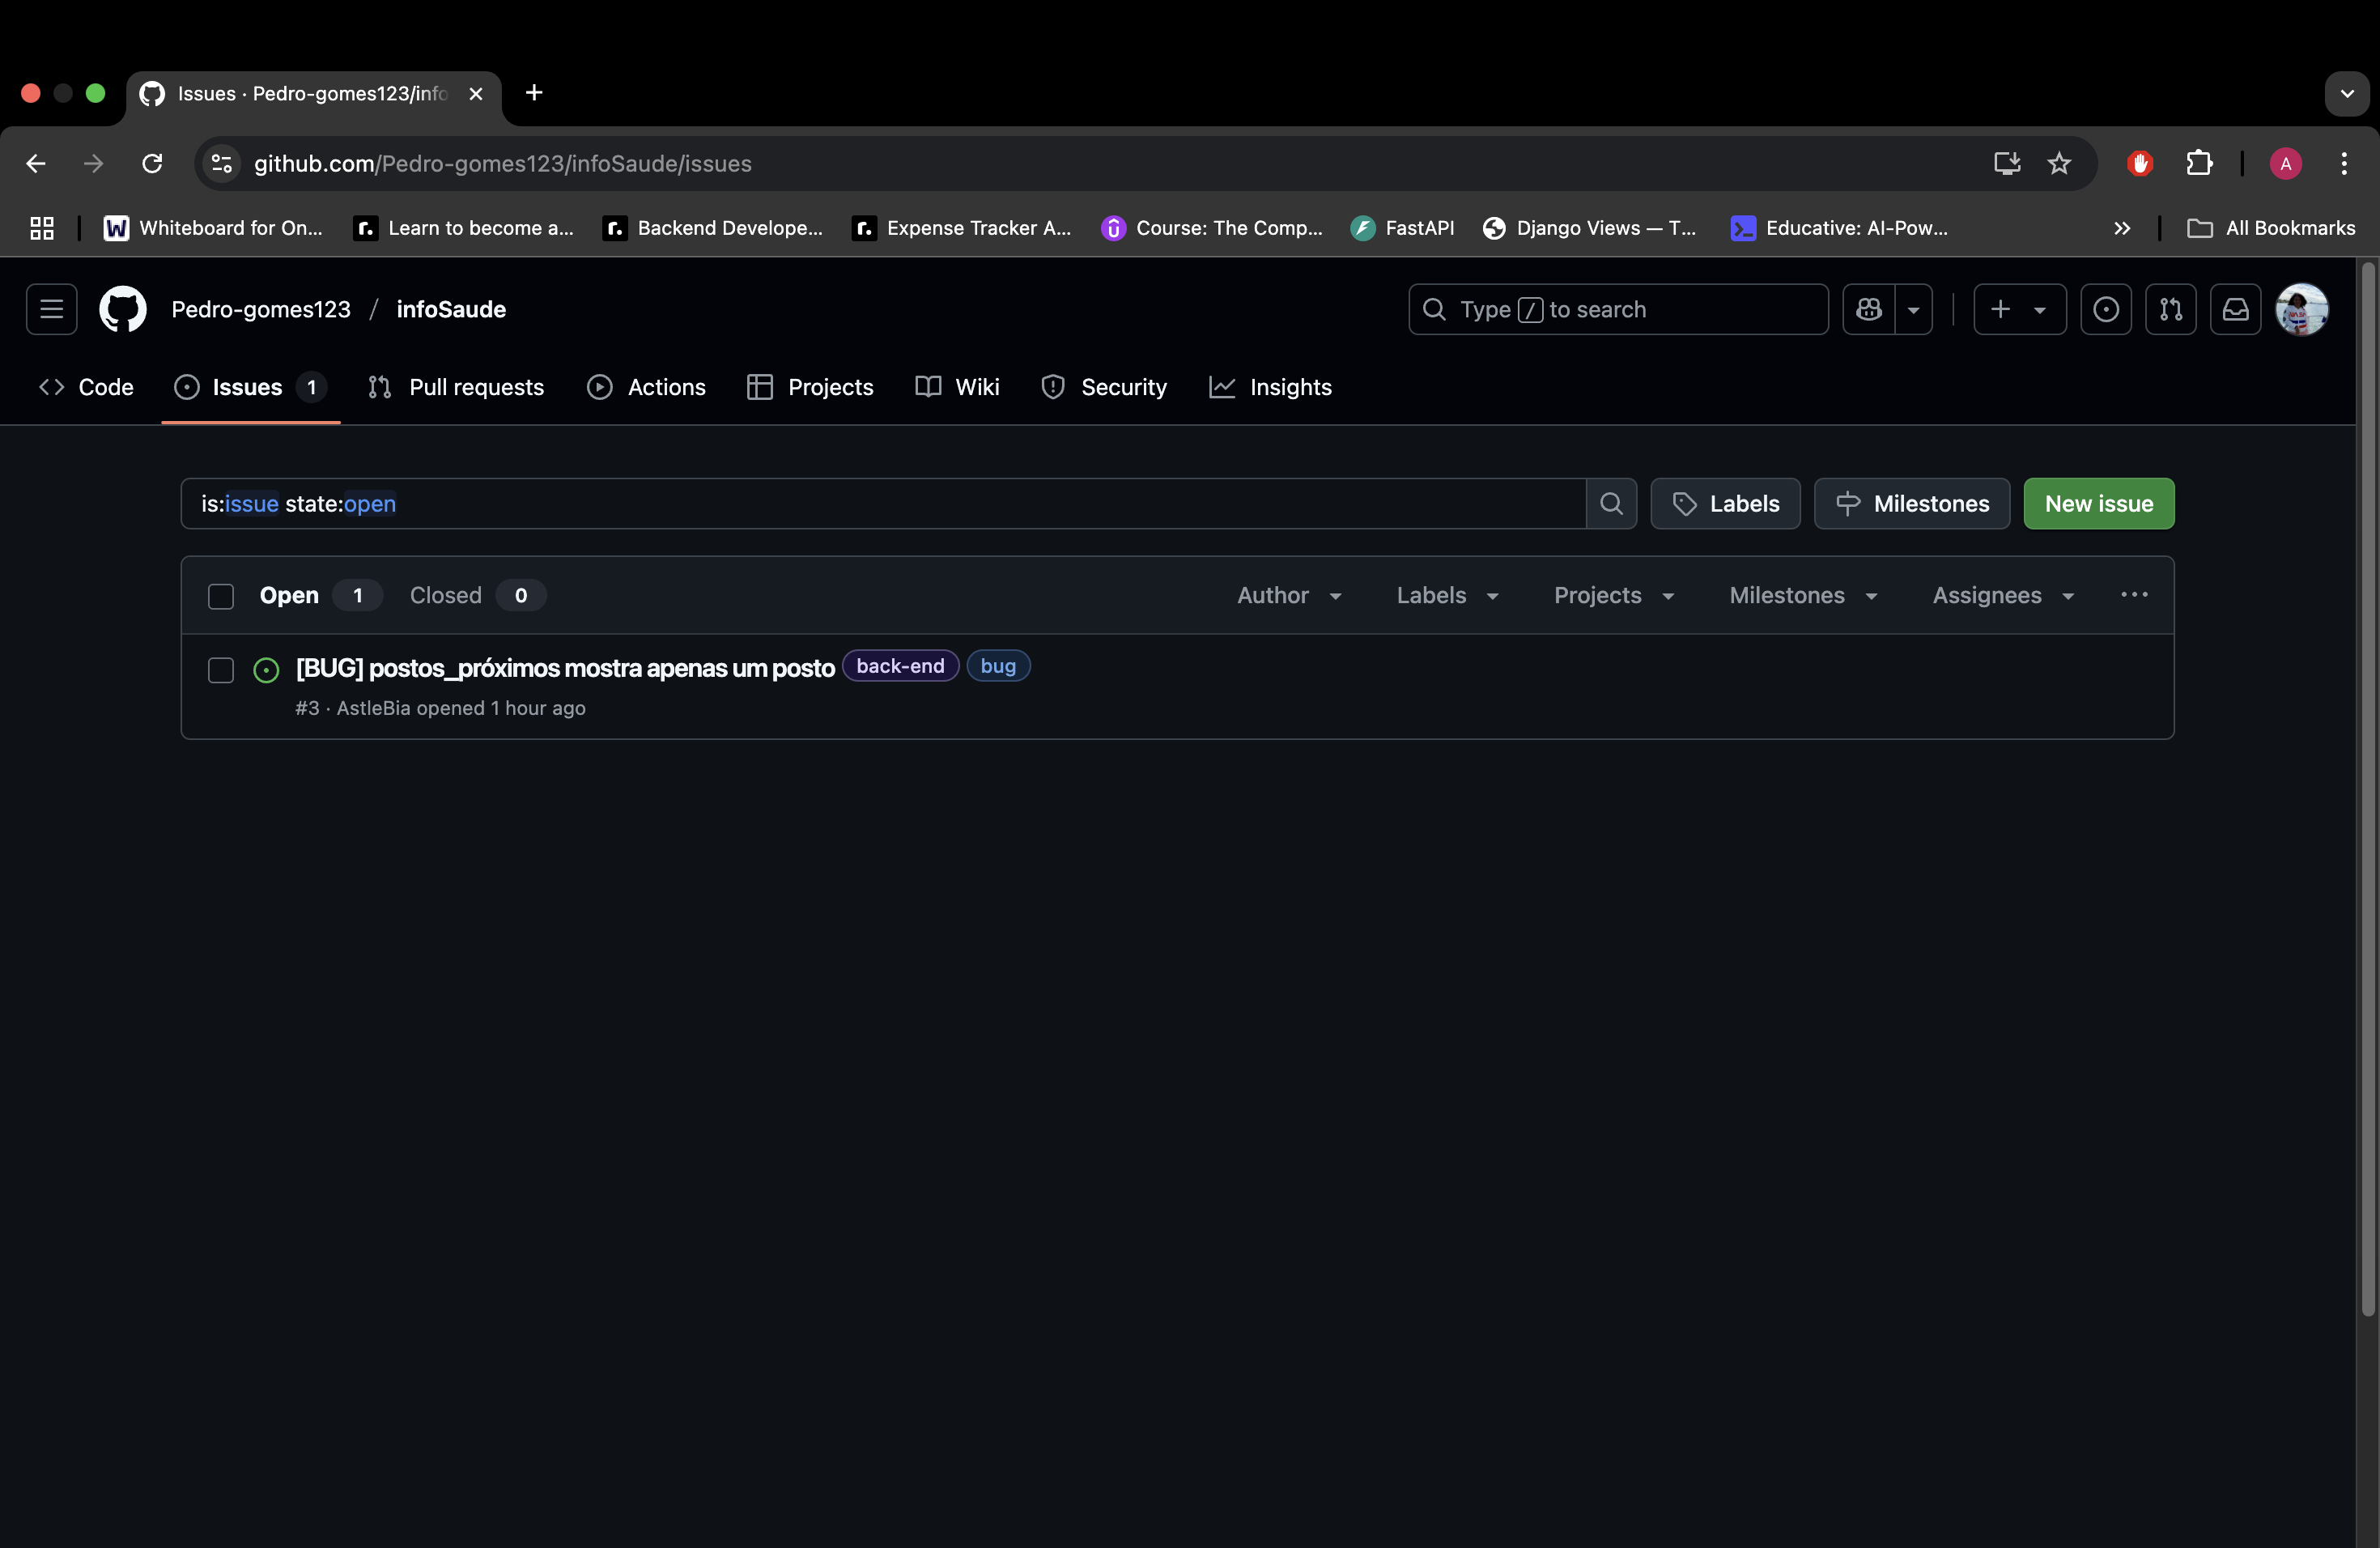 Issues · Pedro-gomes123/info
github.com/Pedro-gomes123/infoSaude/issues
A
Whiteboard for On... Learn to become a... Backend Develope... Expense Tracker A... Course: The Comp... FastAPI Django Views — T... Educative: AI-Pow... All Bookmarks
Pedro-gomes123 / infoSaude Type / to search
Code Issues 1 Pull requests Actions Projects Wiki Security Insights
is:issue state:open Labels Milestones New issue
Open 1 Closed 0 Author Labels Projects Milestones Assignees
[BUG] postos_próximos mostra apenas um posto back-end bug
#3 · AstleBia opened 1 hour ago